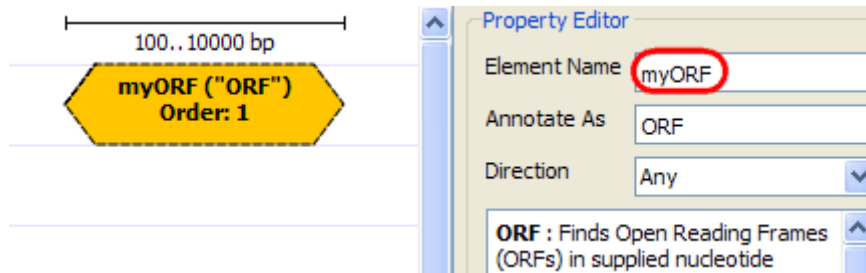 100..10000 bp
myORF ("ORF")
Order: 1
Property Editor
Element Name
myORF
Annotate As
ORF
Direction
Any
ORF : Finds Open Reading Frames
(ORFs) in supplied nucleotide